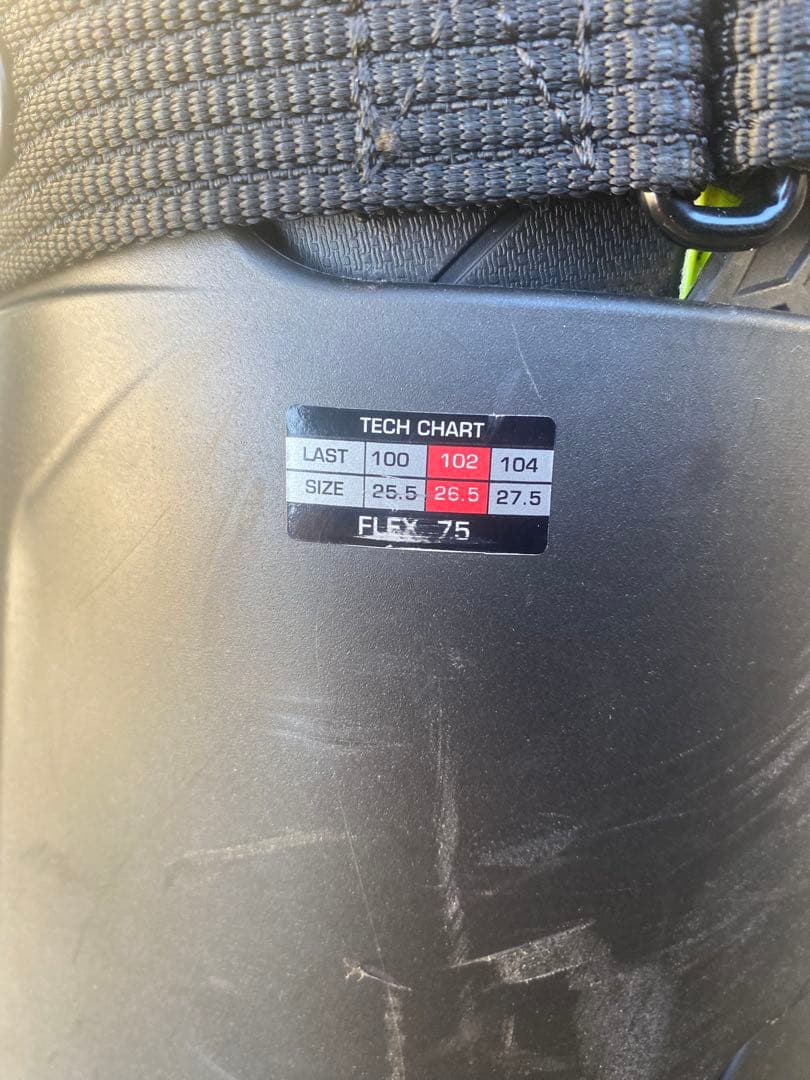 TECH CHART
LAST 100 102 104
SIZE 25.5 26.5 27.5
FLEX 75